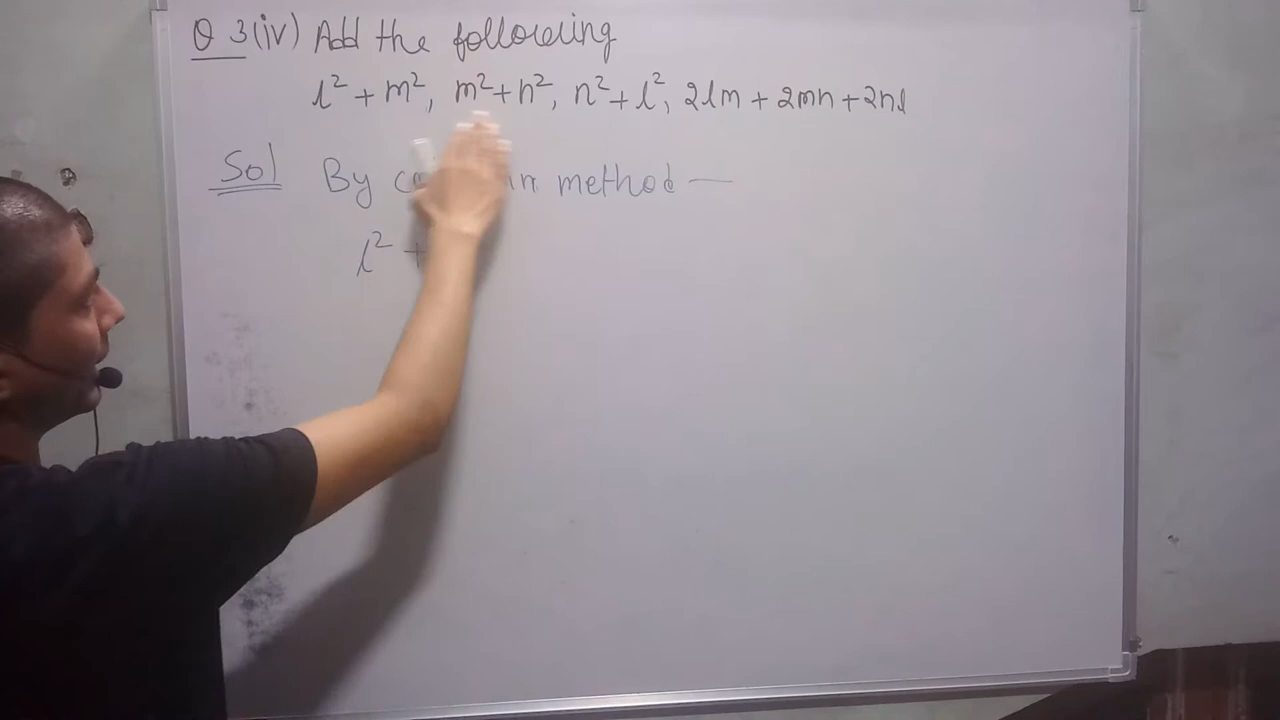 Q 3(iv) Add the following
l² + m², m² + n², n² + l², 2lm + 2mn + 2nl
Sol By method —
l² +